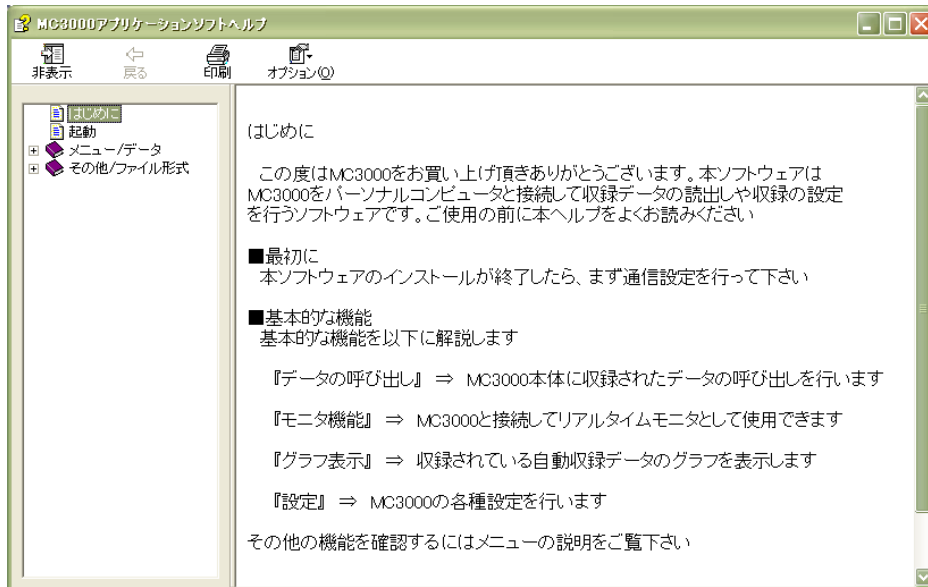 MC3000アプリケーションソフトヘルプ
非表示
戻る
印刷
オプション(O)
はじめに
起動
メニュー/データ
その他/ファイル形式
はじめに
この度はMC3000をお買い上げ頂きありがとうございます。本ソフトウェアは
MC3000をパーソナルコンピュータと接続して収録データの読出しや収録の設定
を行うソフトウェアです。ご使用の前に本ヘルプをよくお読みください
■最初に
本ソフトウェアのインストールが終了したら、まず通信設定を行って下さい
■基本的な機能
基本的な機能を以下に解説します
『データの呼び出し』 ⇒ MC3000本体に収録されたデータの呼び出しを行います
『モニタ機能』 ⇒ MC3000と接続してリアルタイムモニタとして使用できます
『グラフ表示』 ⇒ 収録されている自動収録データのグラフを表示します
『設定』 ⇒ MC3000の各種設定を行います
その他の機能を確認するにはメニューの説明をご覧下さい